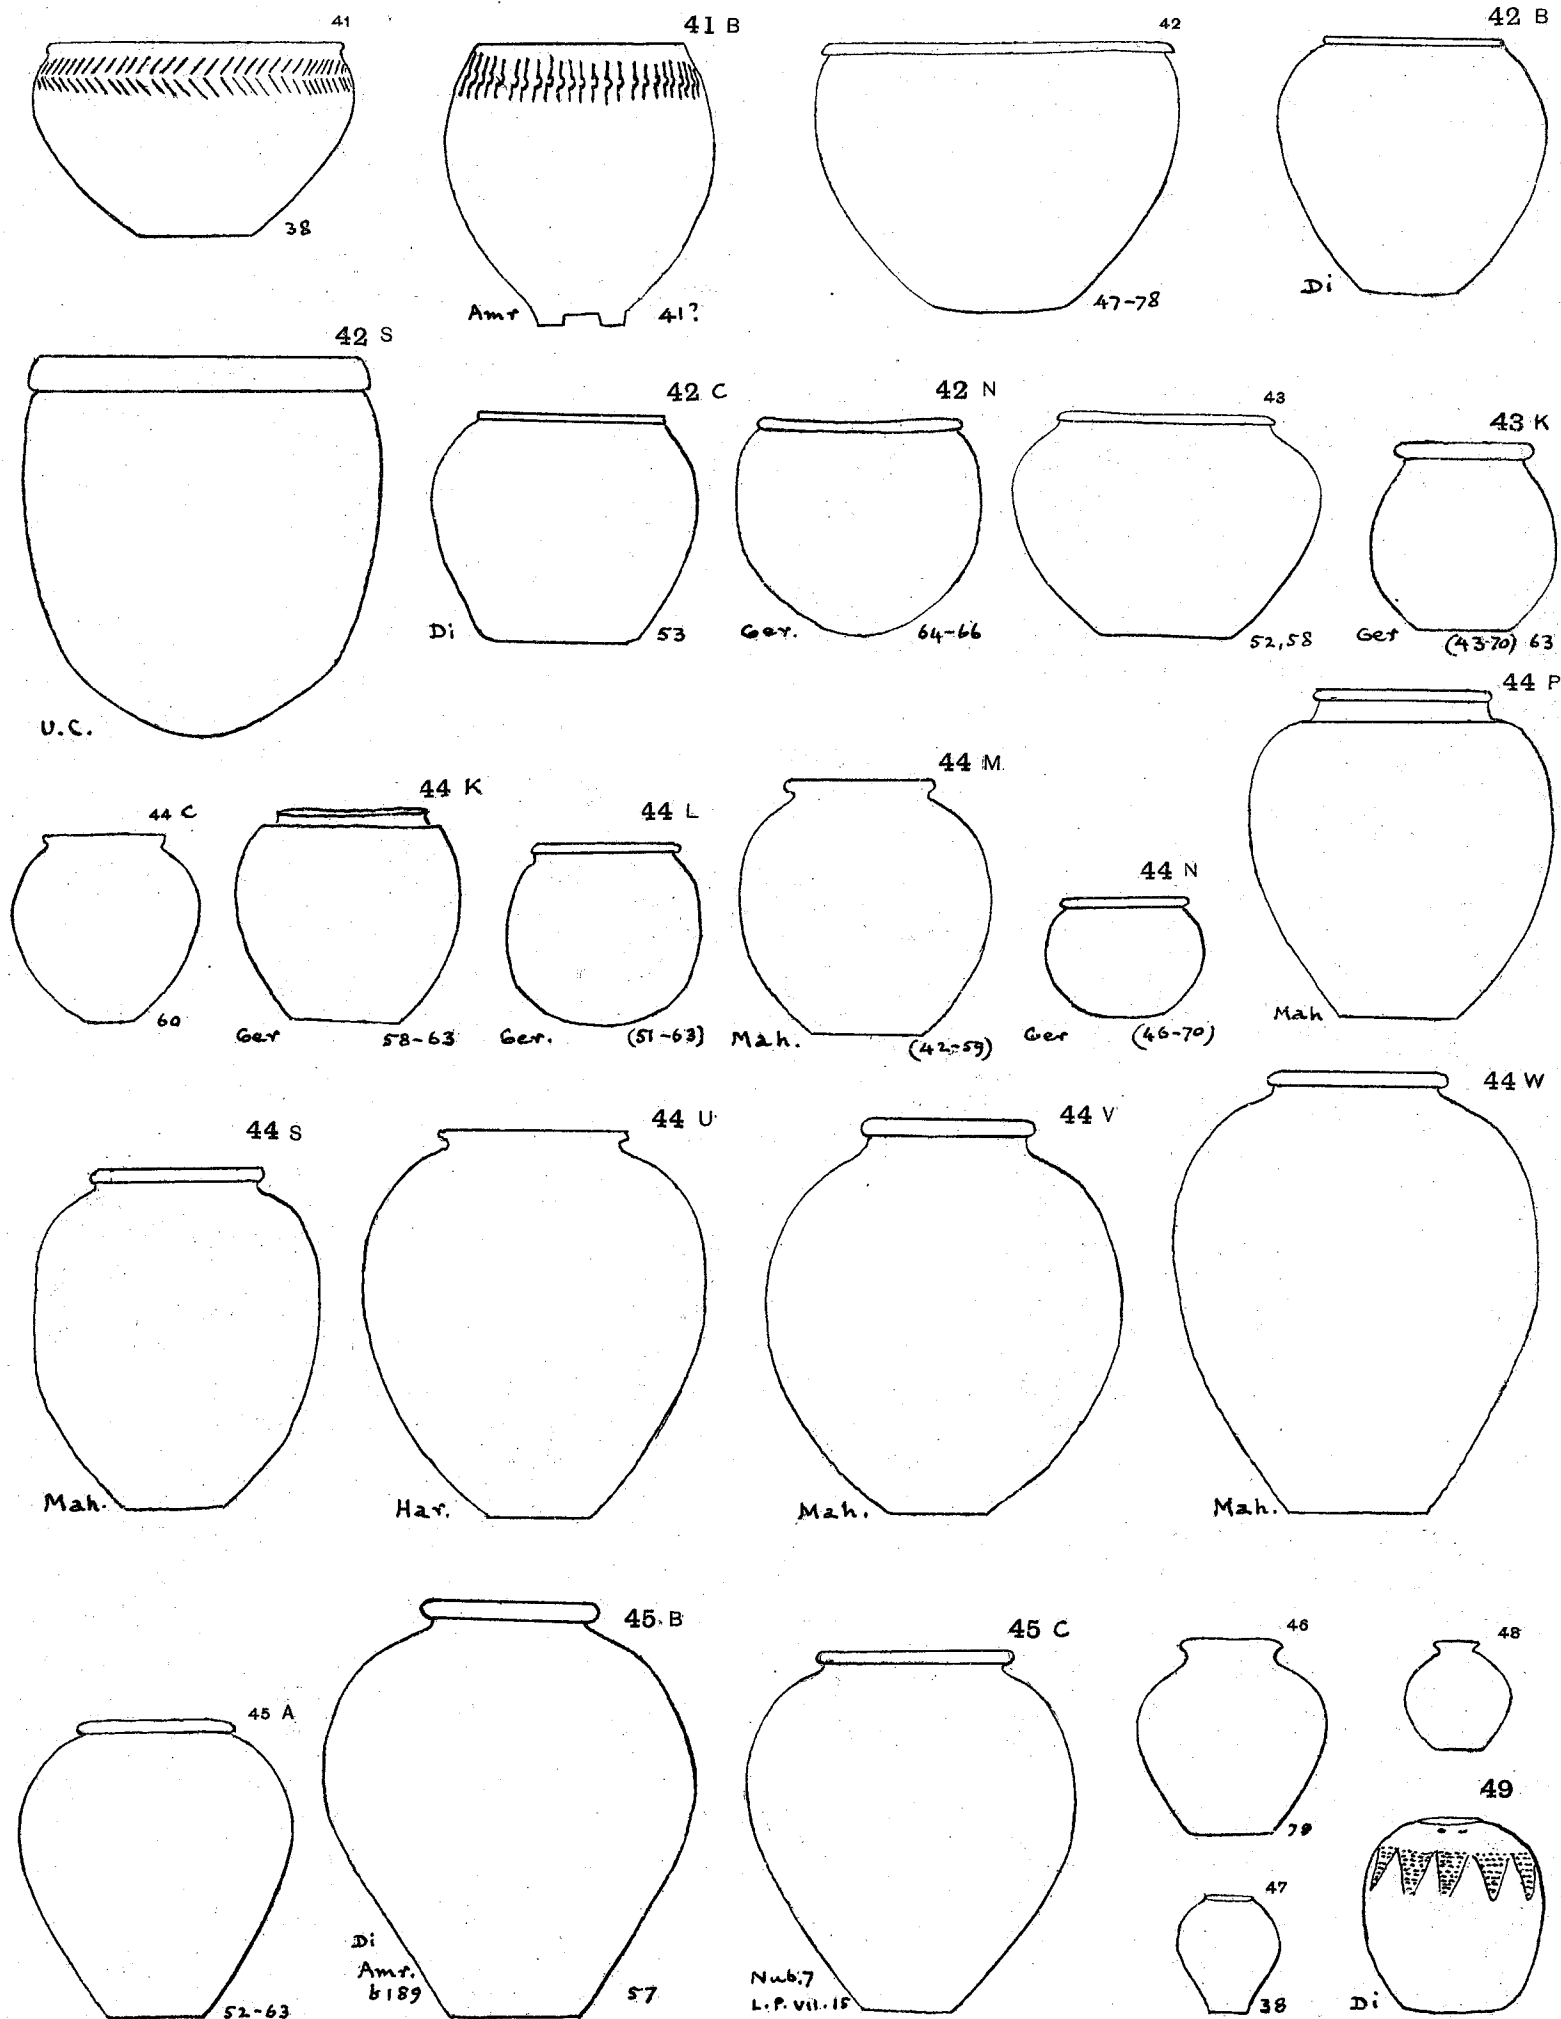 41
41 B
42
42 B
38
Amr 41?
47-78
Di
42 S
42 C
42 N
43
43 K
U.C.
Di 53
Ger. 64-66
52,58
Ger (43-70) 63
44 P
44 C
44 K
44 L
44 M
44 N
60
Ger 58-63
Ger. (51-63)
Mah. (42-59)
Ger (46-70)
Mah
44 S
44 U
44 V
44 W
Mah.
Har.
Mah.
Mah.
45 A
45 B
45 C
46
48
79
49
47
52-63
Di
Amr.
b189
57
Nub.7
L.P. vii.15
38
Di